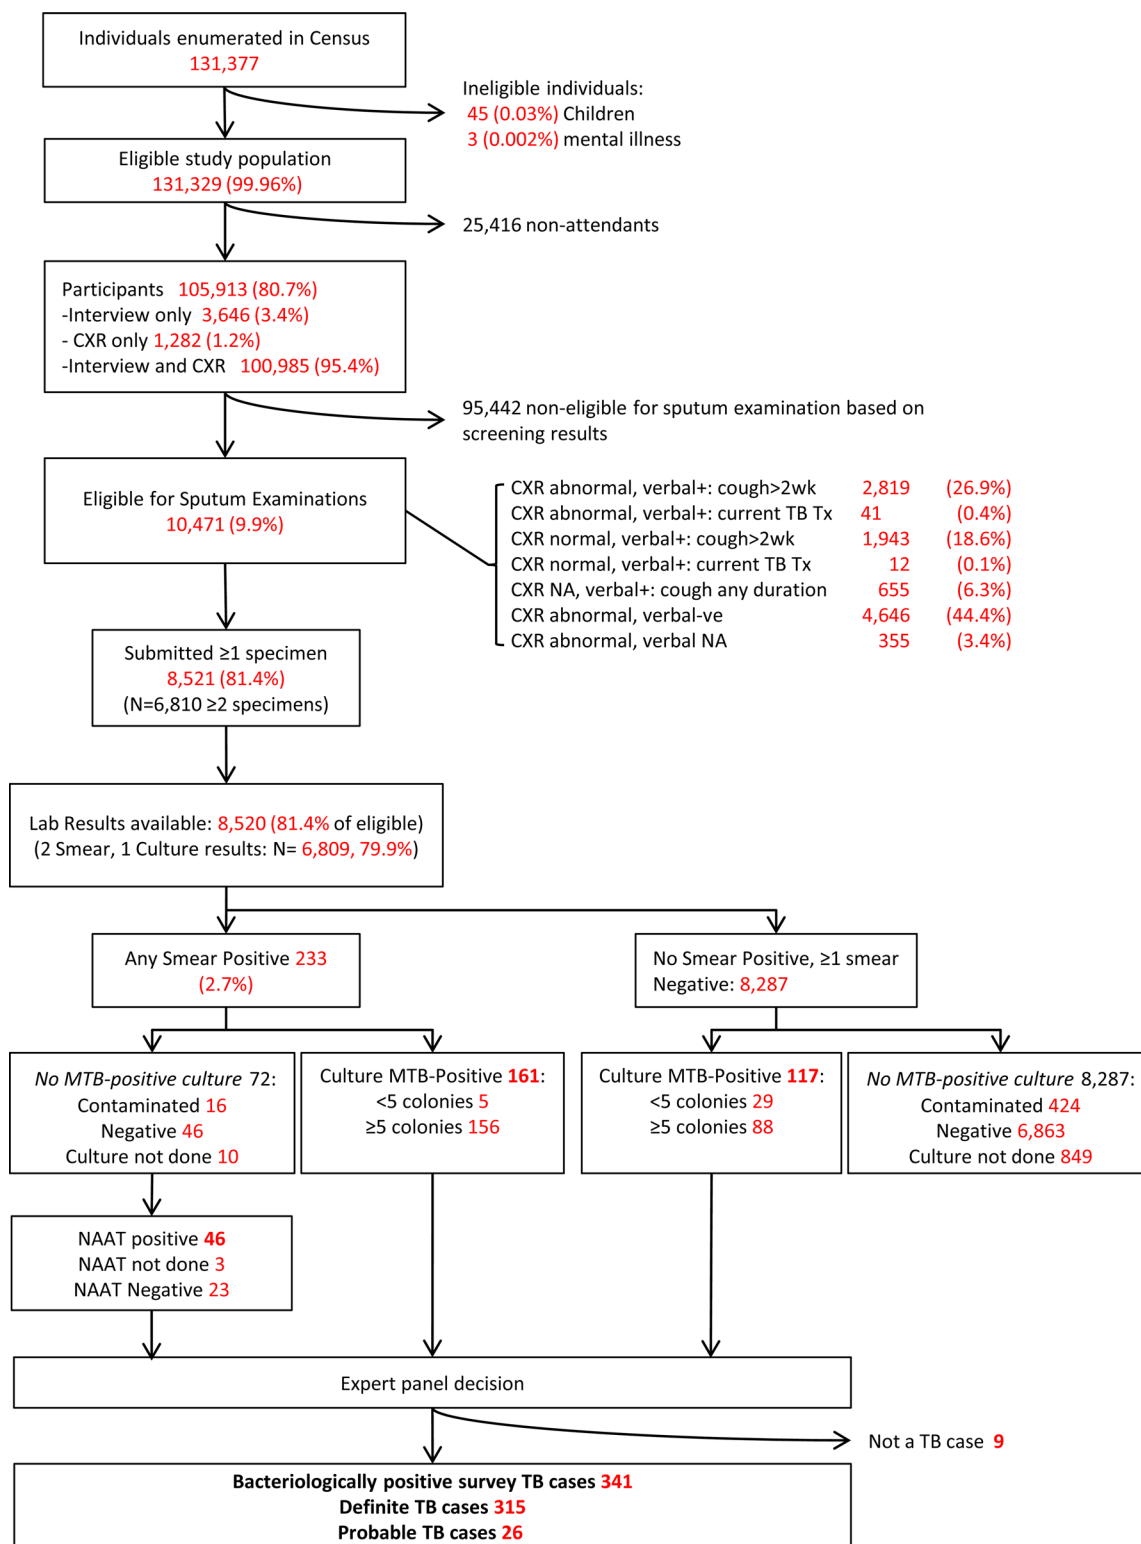 Individuals enumerated in Census
131,377
Ineligible individuals:
45 (0.03%) Children
3 (0.002%) mental illness
Eligible study population
131,329 (99.96%)
25,416 non-attendants
Participants 105,913 (80.7%)
-Interview only 3,646 (3.4%)
- CXR only 1,282 (1.2%)
-Interview and CXR 100,985 (95.4%)
95,442 non-eligible for sputum examination based on
screening results
Eligible for Sputum Examinations
10,471 (9.9%)
CXR abnormal, verbal+: cough>2wk 2,819 (26.9%)
CXR abnormal, verbal+: current TB Tx 41 (0.4%)
CXR normal, verbal+: cough>2wk 1,943 (18.6%)
CXR normal, verbal+: current TB Tx 12 (0.1%)
CXR NA, verbal+: cough any duration 655 (6.3%)
CXR abnormal, verbal-ve 4,646 (44.4%)
CXR abnormal, verbal NA 355 (3.4%)
Submitted ≥1 specimen
8,521 (81.4%)
(N=6,810 ≥2 specimens)
Lab Results available: 8,520 (81.4% of eligible)
(2 Smear, 1 Culture results: N= 6,809, 79.9%)
Any Smear Positive 233
(2.7%)
No Smear Positive, ≥1 smear
Negative: 8,287
No MTB-positive culture 72:
Contaminated 16
Negative 46
Culture not done 10
Culture MTB-Positive 161:
<5 colonies 5
≥5 colonies 156
Culture MTB-Positive 117:
<5 colonies 29
≥5 colonies 88
No MTB-positive culture 8,287:
Contaminated 424
Negative 6,863
Culture not done 849
NAAT positive 46
NAAT not done 3
NAAT Negative 23
Expert panel decision
Not a TB case 9
Bacteriologically positive survey TB cases 341
Definite TB cases 315
Probable TB cases 26